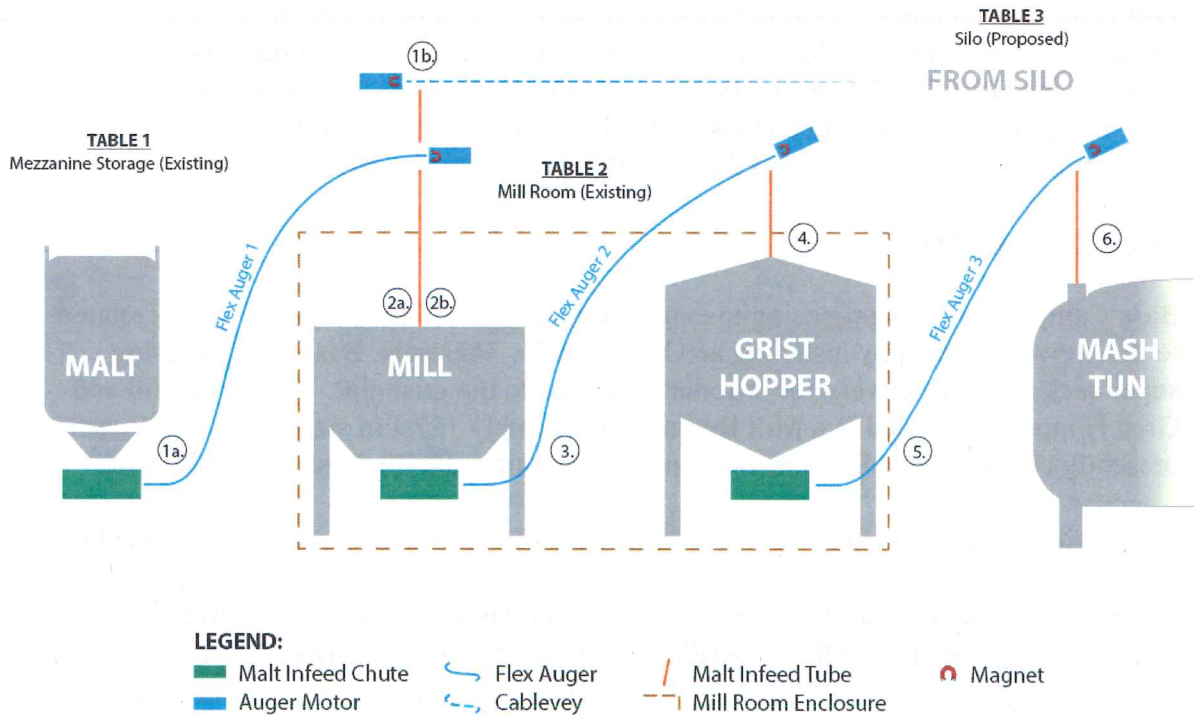 TABLE 3
Silo (Proposed)
1b.
FROM SILO
TABLE 1
Mezzanine Storage (Existing)
TABLE 2
Mill Room (Existing)
Flex Auger 1
Flex Auger 2
Flex Auger 3
4.
6.
2a.
2b.
MALT
MILL
GRIST
HOPPER
MASH
TUN
1a.
3.
5.
LEGEND:
Malt Infeed Chute
Flex Auger
Malt Infeed Tube
Magnet
Auger Motor
Cablevey
Mill Room Enclosure